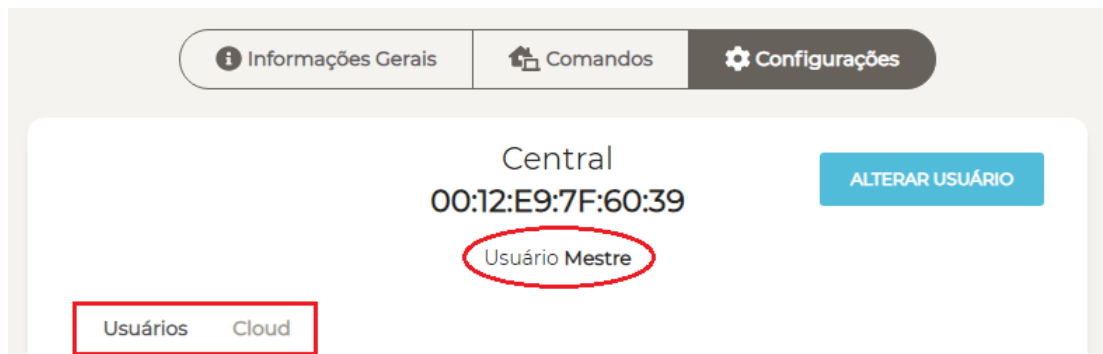 Informações Gerais Comandos Configurações
Central
00:12:E9:7F:60:39
ALTERAR USUÁRIO
Usuário Mestre
Usuários Cloud